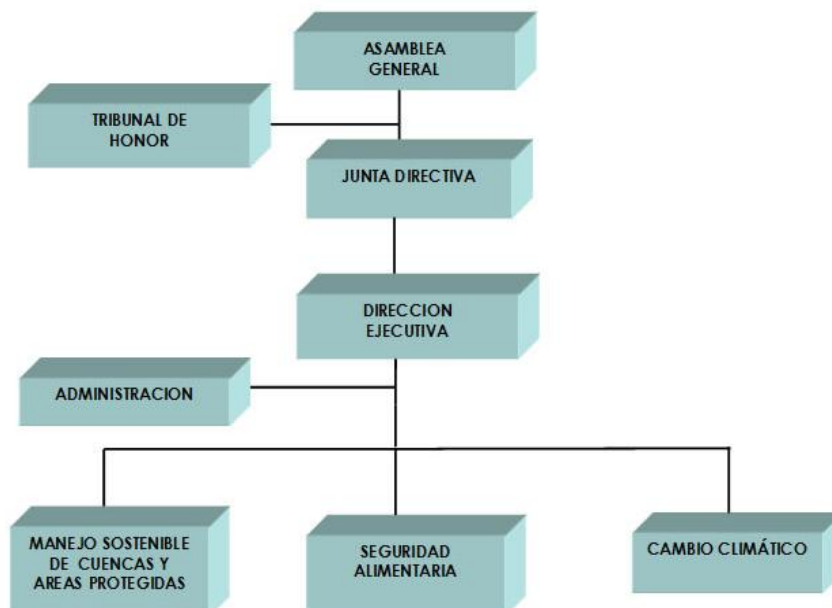 ASAMBLEA
GENERAL
TRIBUNAL DE
HONOR
JUNTA DIRECTIVA
DIRECCION
EJECUTIVA
ADMINISTRACION
MANEJO SOSTENIBLE
DE CUENCAS Y
AREAS PROTEGIDAS
SEGURIDAD
ALIMENTARIA
CAMBIO CLIMÁTICO